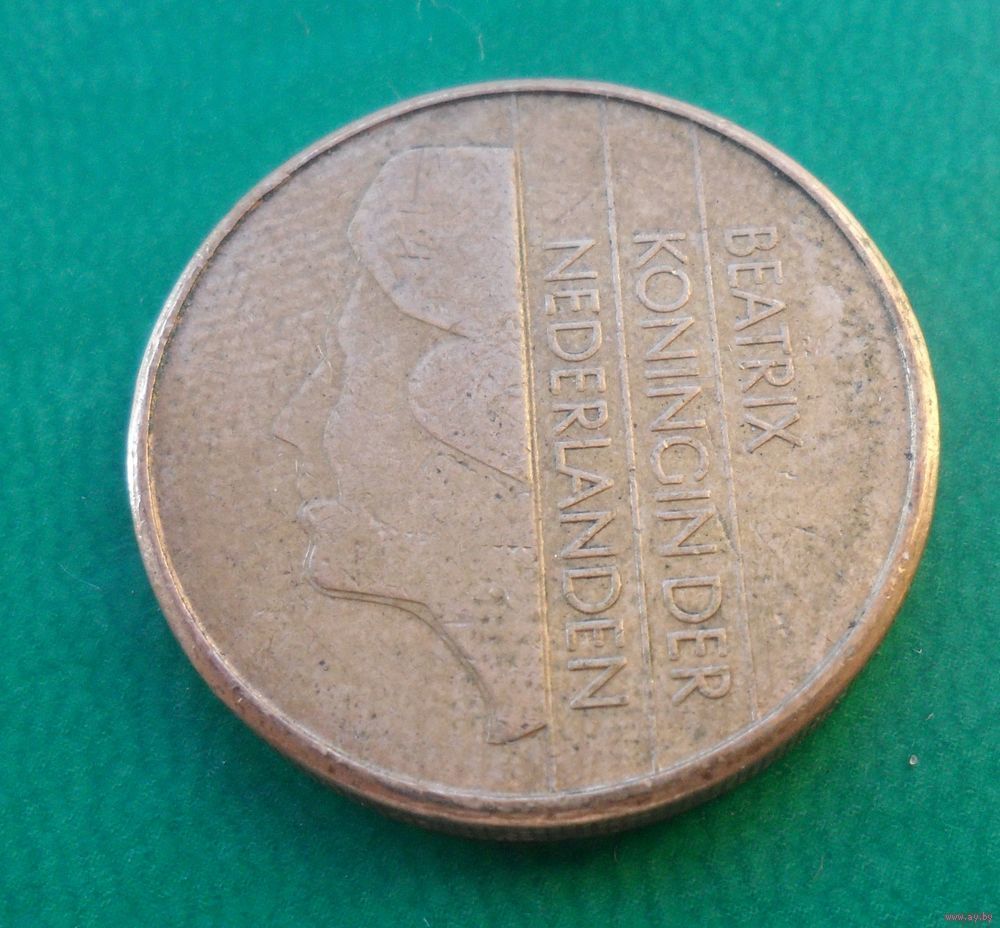 BEATRIX
KONINGIN DER
NEDERLANDEN
www.ay.by